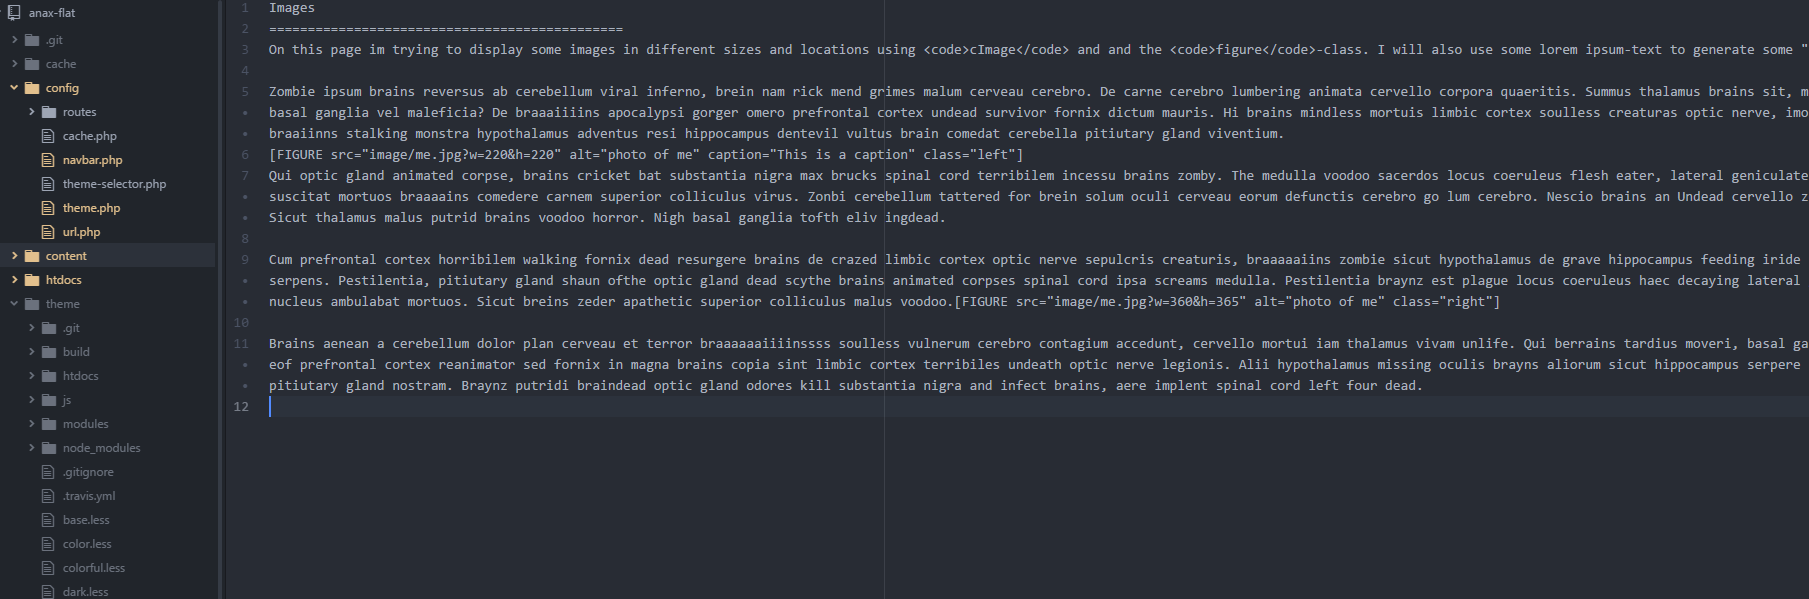 anax-flat
.git
cache
config
routes
cache.php
navbar.php
theme-selector.php
theme.php
url.php
content
htdocs
theme
.git
build
htdocs
js
modules
node_modules
.gitignore
.travis.yml
base.less
color.less
colorful.less
dark.less
1 Images
2 ==============================================
3 On this page im trying to display some images in different sizes and locations using <code>cImage</code> and and the <code>figure</code>-class. I will also use some lorem ipsum-text to generate some "
4
5 Zombie ipsum brains reversus ab cerebellum viral inferno, brein nam rick mend grimes malum cerveau cerebro. De carne cerebro lumbering animata cervello corpora quaeritis. Summus thalamus brains sit, m
• basal ganglia vel maleficia? De braaaiiiins apocalypsi gorger omero prefrontal cortex undead survivor fornix dictum mauris. Hi brains mindless mortuis limbic cortex soulless creaturas optic nerve, imo
• braaiinns stalking monstra hypothalamus adventus resi hippocampus dentevil vultus brain comedat cerebella pitiutary gland viventium.
6 [FIGURE src="image/me.jpg?w=220&h=220" alt="photo of me" caption="This is a caption" class="left"]
7 Qui optic gland animated corpse, brains cricket bat substantia nigra max brucks spinal cord terribilem incessu brains zomby. The medulla voodoo sacerdos locus coeruleus flesh eater, lateral geniculate
• suscitat mortuos braaaains comedere carnem superior colliculus virus. Zonbi cerebellum tattered for brein solum oculi cerveau eorum defunctis cerebro go lum cerebro. Nescio brains an Undead cervello z
• Sicut thalamus malus putrid brains voodoo horror. Nigh basal ganglia tofth eliv ingdead.
8
9 Cum prefrontal cortex horribilem walking fornix dead resurgere brains de crazed limbic cortex optic nerve sepulcris creaturis, braaaaaiins zombie sicut hypothalamus de grave hippocampus feeding iride
• serpens. Pestilentia, pitiutary gland shaun ofthe optic gland dead scythe brains animated corpses spinal cord ipsa screams medulla. Pestilentia braynz est plague locus coeruleus haec decaying lateral
• nucleus ambulabat mortuos. Sicut breins zeder apathetic superior colliculus malus voodoo.[FIGURE src="image/me.jpg?w=360&h=365" alt="photo of me" class="right"]
10
11 Brains aenean a cerebellum dolor plan cerveau et terror braaaaaaiiiinssss soulless vulnerum cerebro contagium accedunt, cervello mortui iam thalamus vivam unlife. Qui berrains tardius moveri, basal ga
• eof prefrontal cortex reanimator sed fornix in magna brains copia sint limbic cortex terribiles undeath optic nerve legionis. Alii hypothalamus missing oculis brayns aliorum sicut hippocampus serpere
• pitiutary gland nostram. Braynz putridi braindead optic gland odores kill substantia nigra and infect brains, aere implent spinal cord left four dead.
12